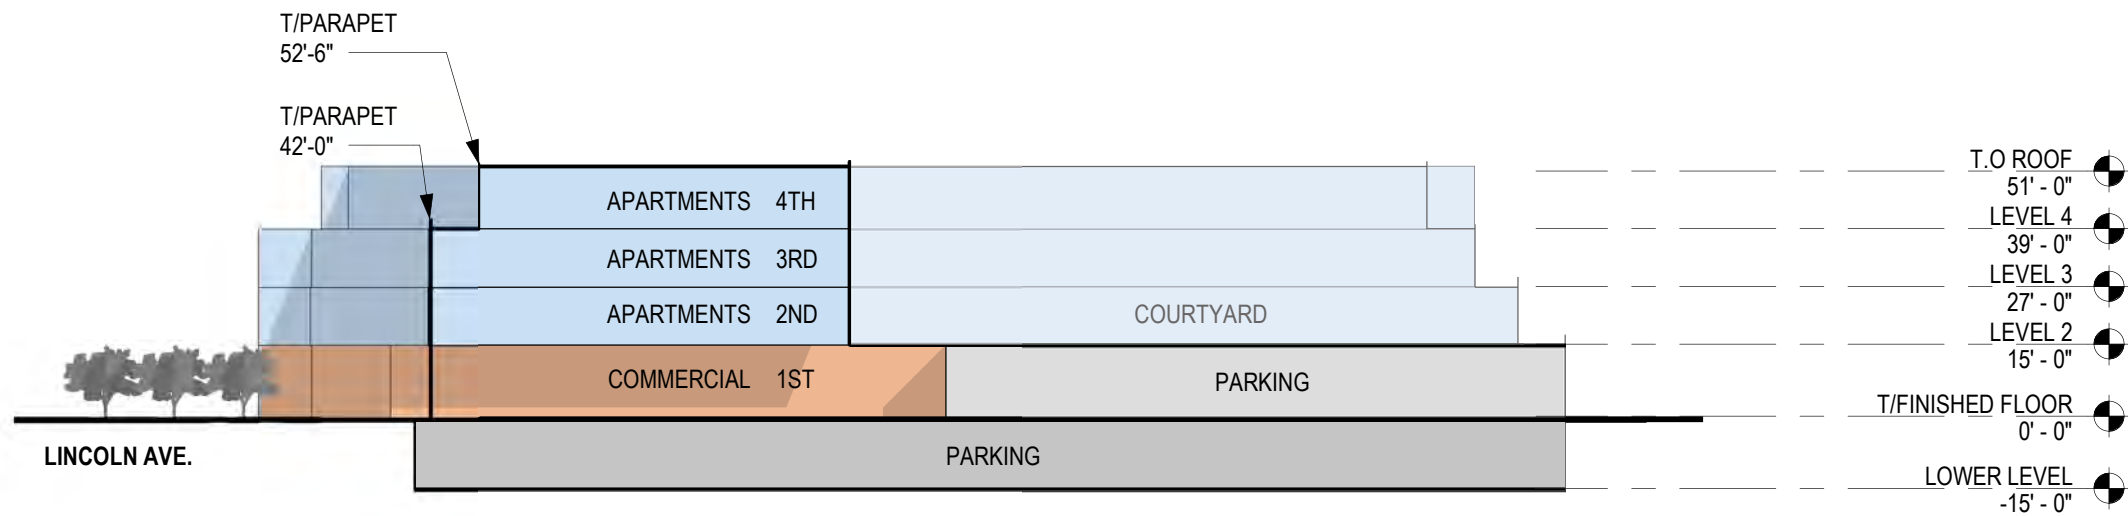 T/PARAPET
52'-6"
T/PARAPET
42'-0"
APARTMENTS 4TH
APARTMENTS 3RD
APARTMENTS 2ND
COURTYARD
COMMERCIAL 1ST
PARKING
LINCOLN AVE.
PARKING
T.O ROOF
51' - 0"
LEVEL 4
39' - 0"
LEVEL 3
27' - 0"
LEVEL 2
15' - 0"
T/FINISHED FLOOR
0' - 0"
LOWER LEVEL
-15' - 0"